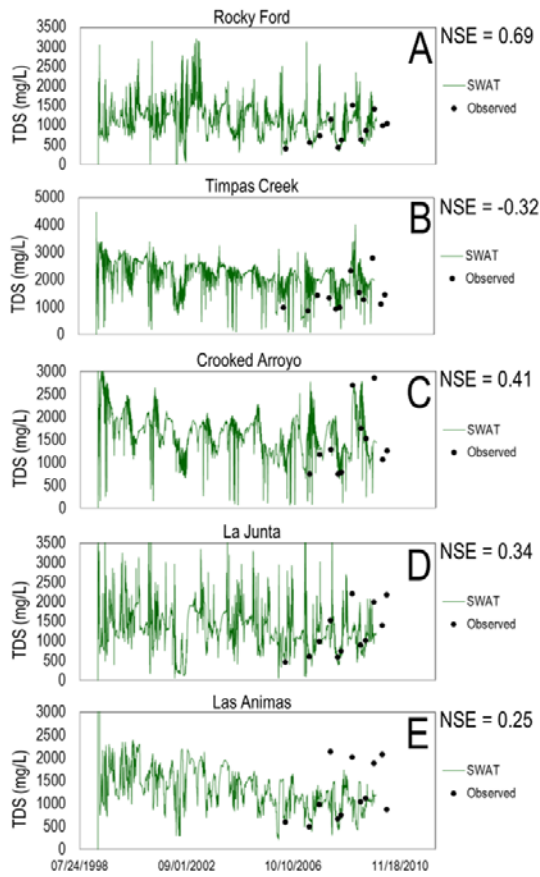 Rocky Ford
A
NSE = 0.69
TDS (mg/L)
3500
3000
2500
2000
1500
1000
500
0
SWAT
Observed
Timpas Creek
B
NSE = -0.32
TDS (mg/L)
5000
4000
3000
2000
1000
0
SWAT
Observed
Crooked Arroyo
C
NSE = 0.41
TDS (mg/L)
3000
2500
2000
1500
1000
500
0
SWAT
Observed
La Junta
D
NSE = 0.34
TDS (mg/L)
3500
3000
2500
2000
1500
1000
500
0
SWAT
Observed
Las Animas
E
NSE = 0.25
TDS (mg/L)
3000
2500
2000
1500
1000
500
0
SWAT
Observed
07/24/1998 09/01/2002 10/10/2006 11/18/2010